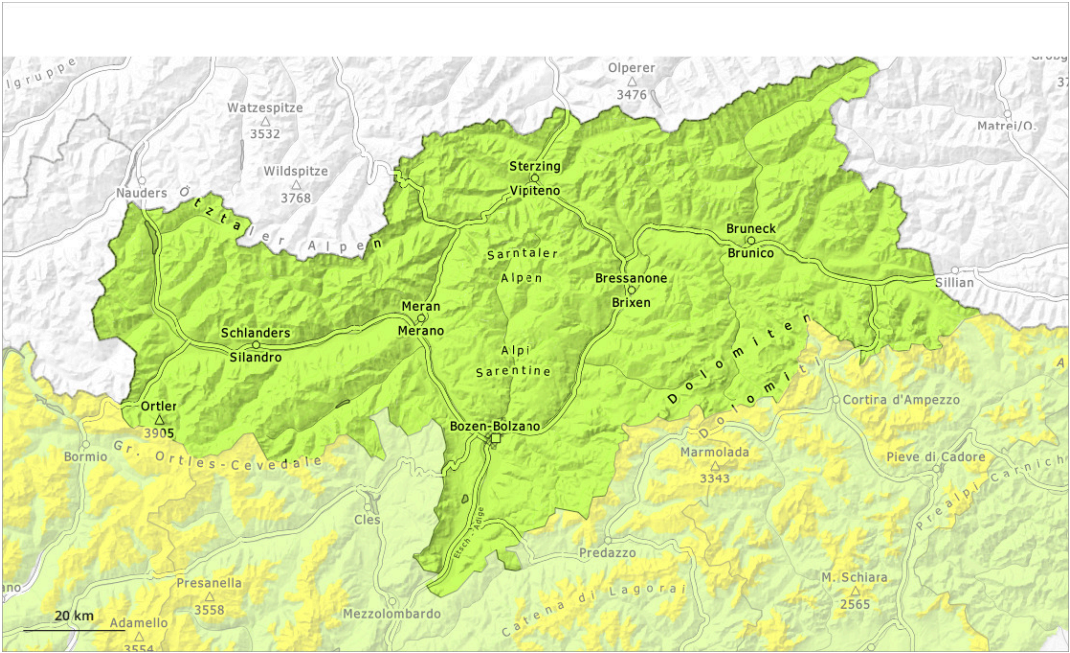 lgruppe
Olperer
3476
Watzespitze
3532
Matrei/O.
Wildspitze
3768
Nauders
Ötztaler Alpen
Sterzing
Vipiteno
Bruneck
Brunico
Sarntaler
Alpen
Bressanone
Brixen
Sillian
Meran
Merano
Schlanders
Silandro
Alpi
Sarentine
Dolomiten
Dolomiti
Ortler
3905
Cortina d'Ampezzo
Bozen-Bolzano
Bormio
Gr. Ortles-Cevedale
Marmolada
3343
Pieve di Cadore
Prealpi Carnich
Cles
Etsch - Adige
Predazzo
Presanella
3558
M. Schiara
2565
Catena di Lagorai
Mezzolombardo
ano
20 km
Adamello
3554